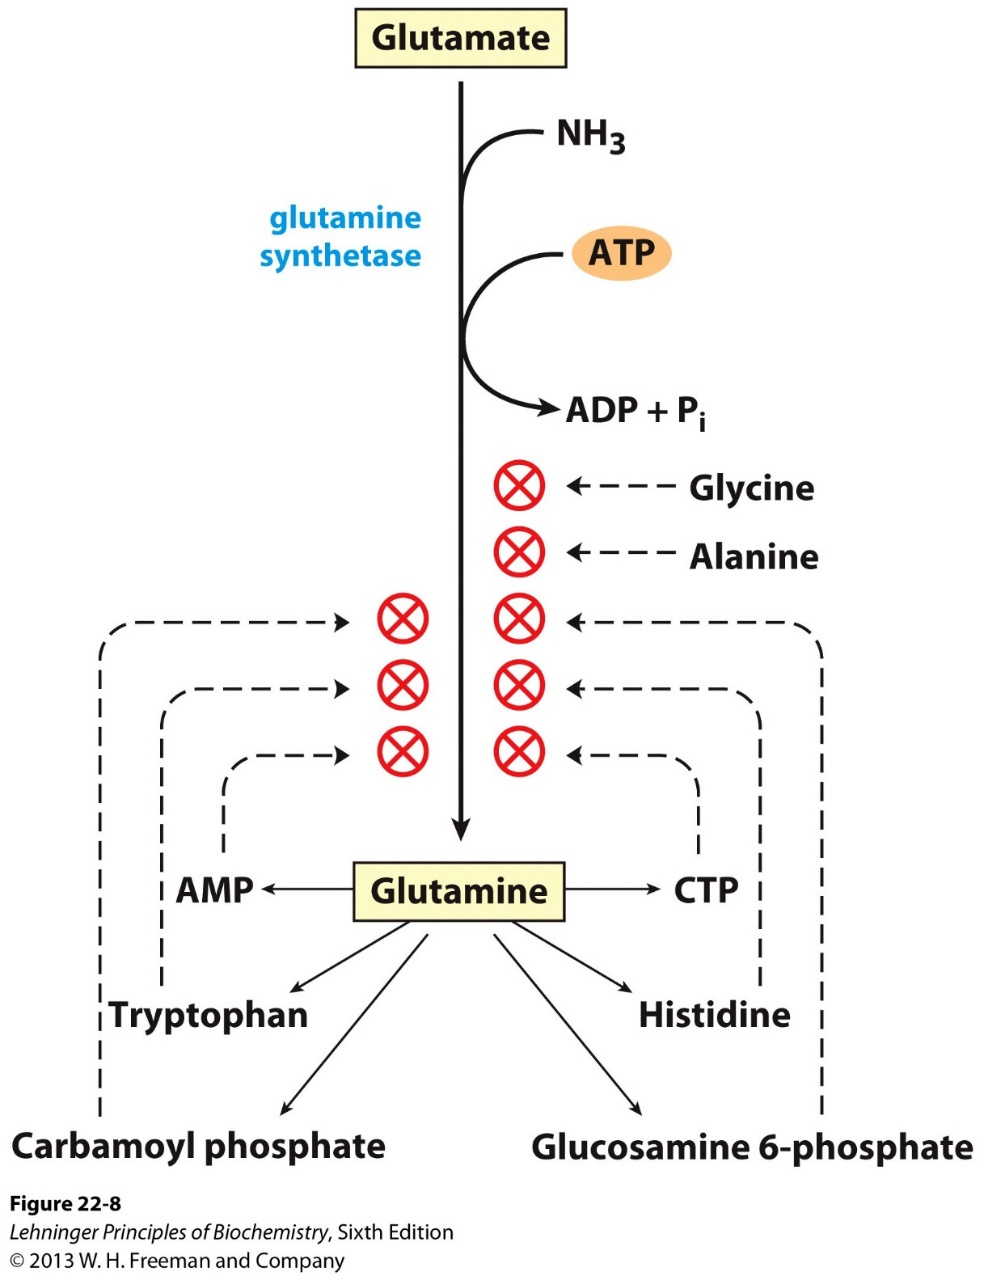 Glutamate
NH₃
glutamine
synthetase
ATP
ADP + Pᵢ
Glycine
Alanine
AMP
Glutamine
CTP
Tryptophan
Histidine
Carbamoyl phosphate
Glucosamine 6-phosphate
Figure 22-8
Lehninger Principles of Biochemistry, Sixth Edition
© 2013 W. H. Freeman and Company